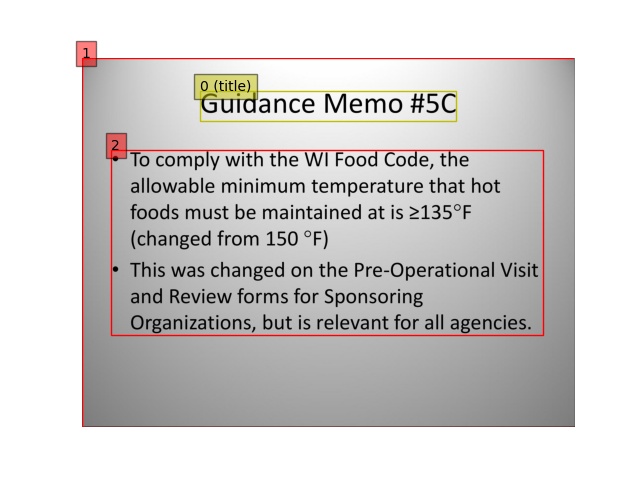 1
0 (title)
Guidance Memo #5C
2
• To comply with the WI Food Code, the
allowable minimum temperature that hot
foods must be maintained at is ≥135°F
(changed from 150 °F)
• This was changed on the Pre-Operational Visit
and Review forms for Sponsoring
Organizations, but is relevant for all agencies.